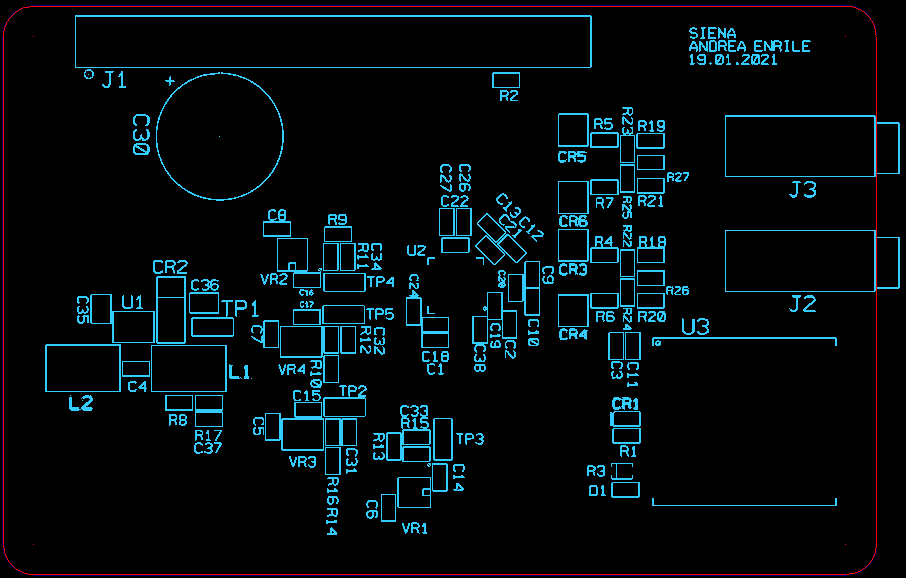 SIENA
ANDREA ENRILE
19.01.2021
J1
+
R2
C30
R23
R5
R19
CR5
R27
J3
C27
C26
R7
R25
R21
C22
C13
C12
C21
CR6
C8
R9
R22
R4
R18
U2
C34
R11
VR2
CR3
C9
C20
R26
CR2
C36
TP4
C16
C24
J2
C35
U1
TP1
C17
TP5
R6
R24
R20
C7
R12
C32
C19
C2
C10
CR4
U3
C18
C1
C38
VR4
R10
L2
C4
L1
C3
C11
TP2
C15
R8
R17
C37
C33
R15
CR1
C5
R13
TP3
R1
VR3
C31
C14
R3
D1
R16
R14
C6
VR1